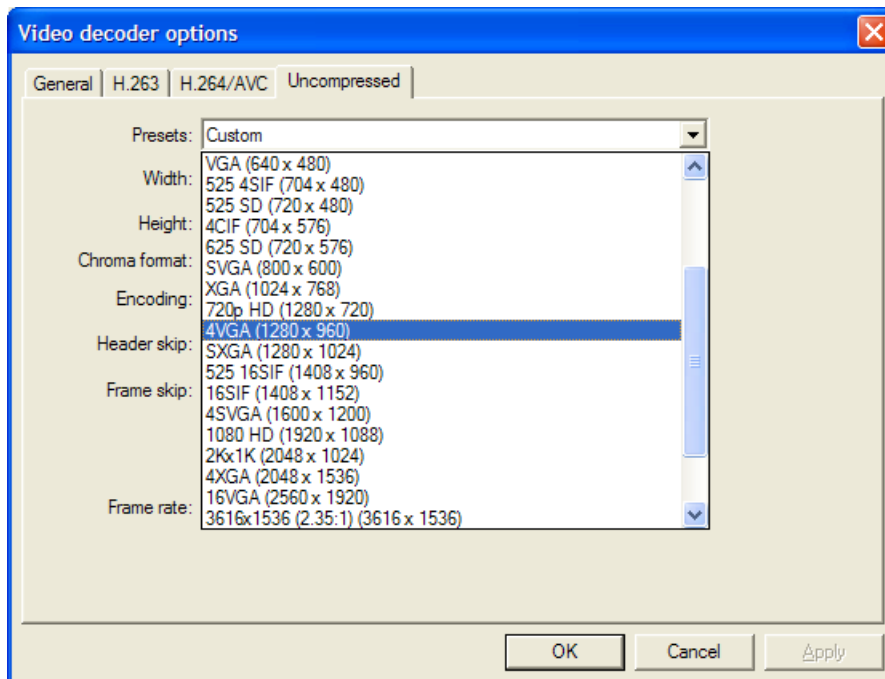 Video decoder options
General H.263 H.264/AVC Uncompressed
Presets: Custom
VGA (640 x 480)
Width: 525 4SIF (704 x 480)
525 SD (720 x 480)
Height: 4CIF (704 x 576)
625 SD (720 x 576)
Chroma format: SVGA (800 x 600)
XGA (1024 x 768)
Encoding: 720p HD (1280 x 720)
4VGA (1280 x 960)
Header skip: SXGA (1280 x 1024)
525 16SIF (1408 x 960)
Frame skip: 16SIF (1408 x 1152)
4SVGA (1600 x 1200)
1080 HD (1920 x 1088)
2Kx1K (2048 x 1024)
4XGA (2048 x 1536)
16VGA (2560 x 1920)
Frame rate: 3616x1536 (2.35:1) (3616 x 1536)
OK Cancel Apply